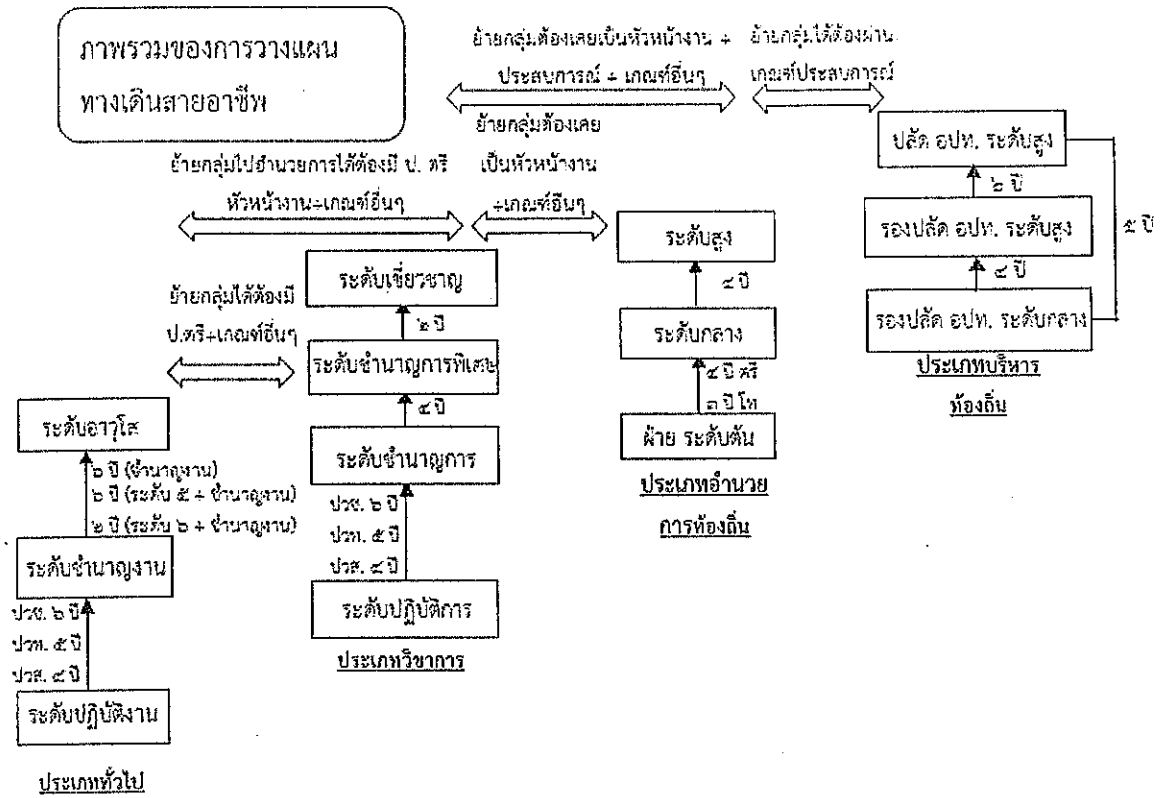 ภาพรวมของการวางแผน
ทางเดินสายอาชีพ
ย้ายกลุ่มต้องเคยเป็นหัวหน้างาน +
ประสบการณ์ + เกณฑ์อื่นๆ
ย้ายกลุ่มได้ต้องผ่าน
เกณฑ์ประสบการณ์
ย้ายกลุ่มไปอำนวยการได้ต้องมี ป. ตรี
หัวหน้างาน+เกณฑ์อื่นๆ
ย้ายกลุ่มต้องเคย
เป็นหัวหน้างาน
+เกณฑ์อื่นๆ
ย้ายกลุ่มได้ต้องมี
ป.ตรี+เกณฑ์อื่นๆ
ระดับอาวุโส
๖ ปี (ชำนาญงาน)
๖ ปี (ระดับ ๕ + ชำนาญงาน)
๒ ปี (ระดับ ๖ + ชำนาญงาน)
ระดับชำนาญงาน
ปวช. ๖ ปี
ปวท. ๕ ปี
ปวส. ๔ ปี
ระดับปฏิบัติงาน
ประเภททั่วไป
ระดับเชี่ยวชาญ
๒ ปี
ระดับชำนาญการพิเศษ
๔ ปี
ระดับชำนาญการ
ปวช. ๖ ปี
ปวท. ๕ ปี
ปวส. ๔ ปี
ระดับปฏิบัติการ
ประเภทวิชาการ
ระดับสูง
๔ ปี
ระดับกลาง
๔ ปี ตรี
๓ ปี โท
ฝ่าย ระดับต้น
ประเภทอำนวย
การท้องถิ่น
ปลัด อปท. ระดับสูง
๒ ปี
รองปลัด อปท. ระดับสูง
๔ ปี
รองปลัด อปท. ระดับกลาง
๕ ปี
ประเภทบริหาร
ท้องถิ่น